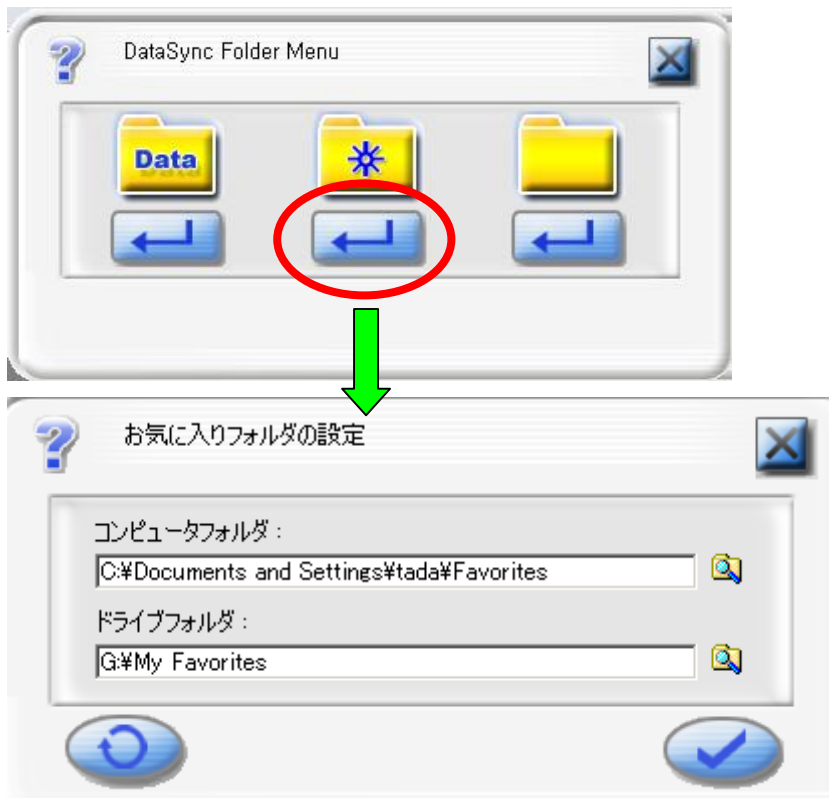 DataSync Folder Menu
Data
お気に入りフォルダの設定
コンピュータフォルダ：
C:¥Documents and Settings¥tada¥Favorites
ドライブフォルダ：
G:¥My Favorites